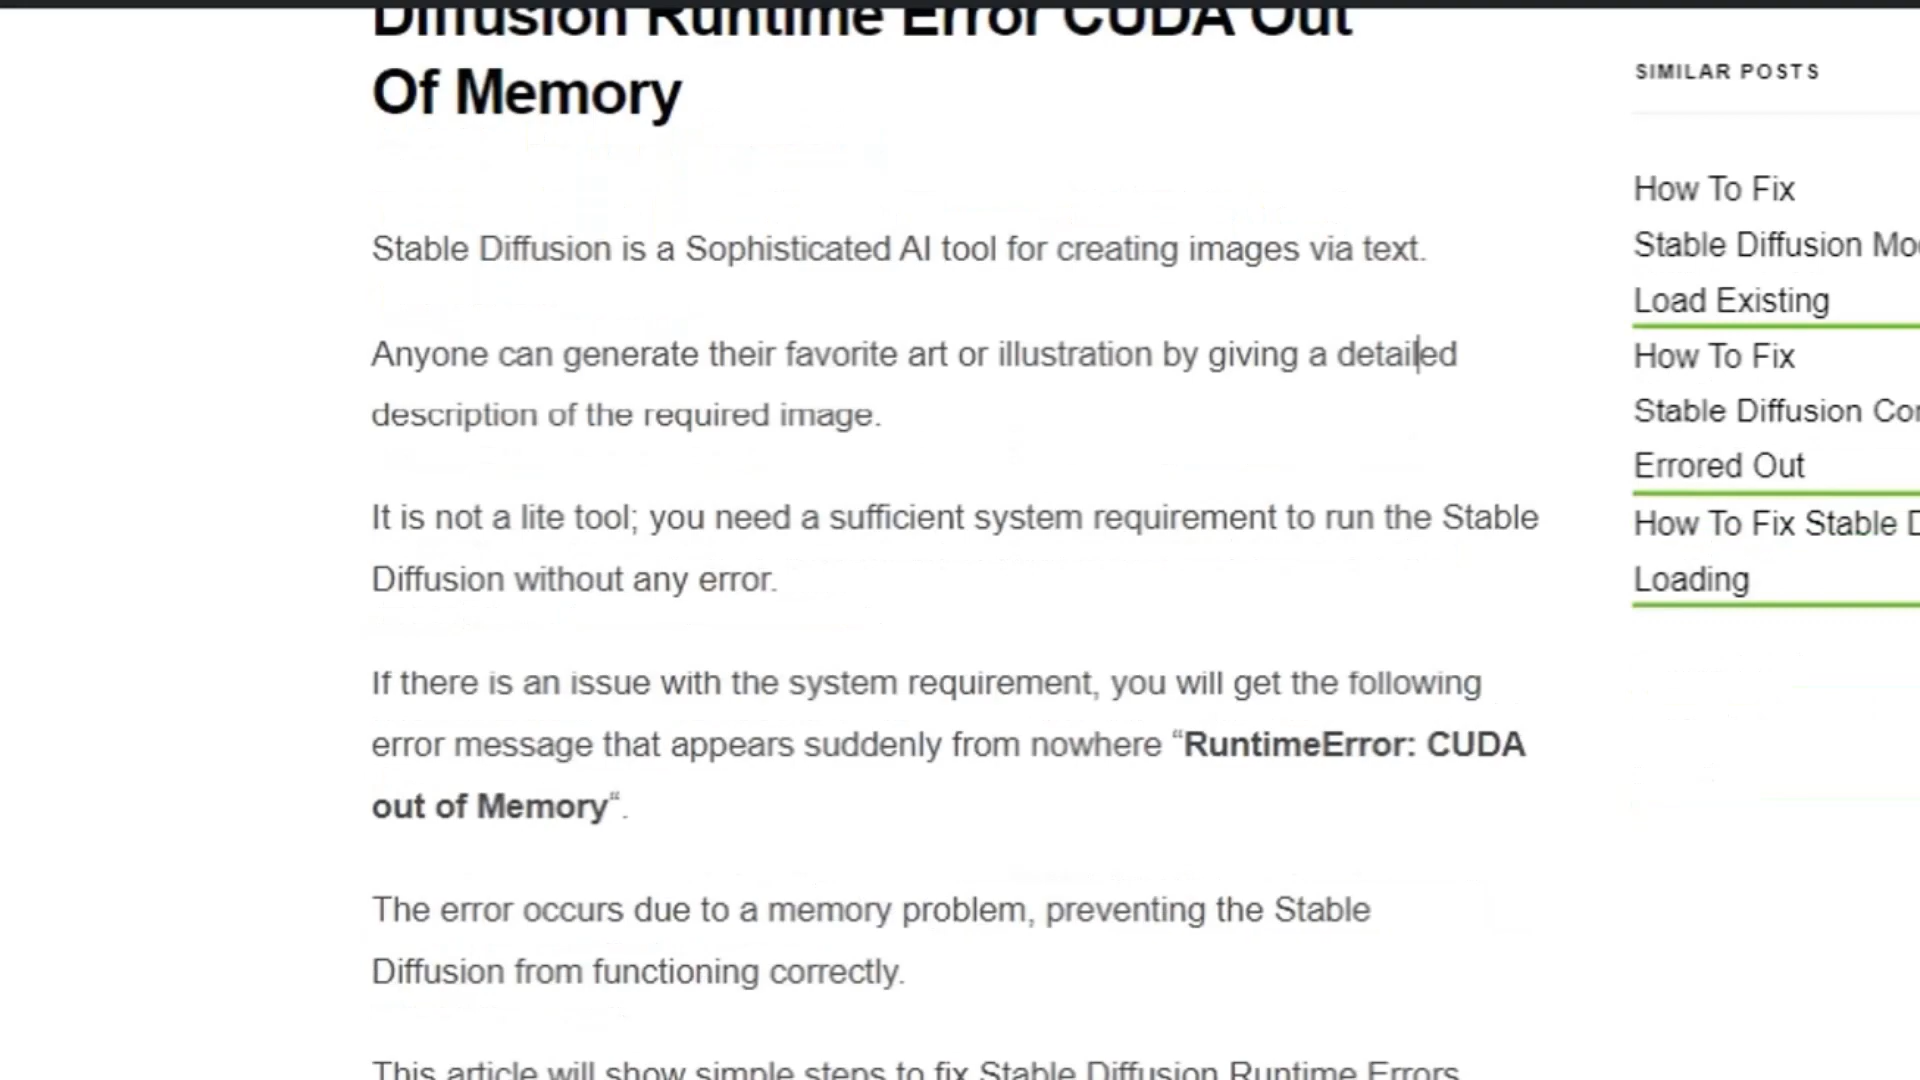 Diffusion Runtime Error CUDA Out
Of Memory
Stable Diffusion is a Sophisticated AI tool for creating images via text.
Anyone can generate their favorite art or illustration by giving a detailed
description of the required image.
It is not a lite tool; you need a sufficient system requirement to run the Stable
Diffusion without any error.
If there is an issue with the system requirement, you will get the following
error message that appears suddenly from nowhere “RuntimeError: CUDA
out of Memory“.
The error occurs due to a memory problem, preventing the Stable
Diffusion from functioning correctly.
This article will show simple steps to fix Stable Diffusion Runtime Errors
SIMILAR POSTS
How To Fix
Stable Diffusion
Load Existing
How To Fix
Stable Diffusion
Errored Out
How To Fix Stable
Loading